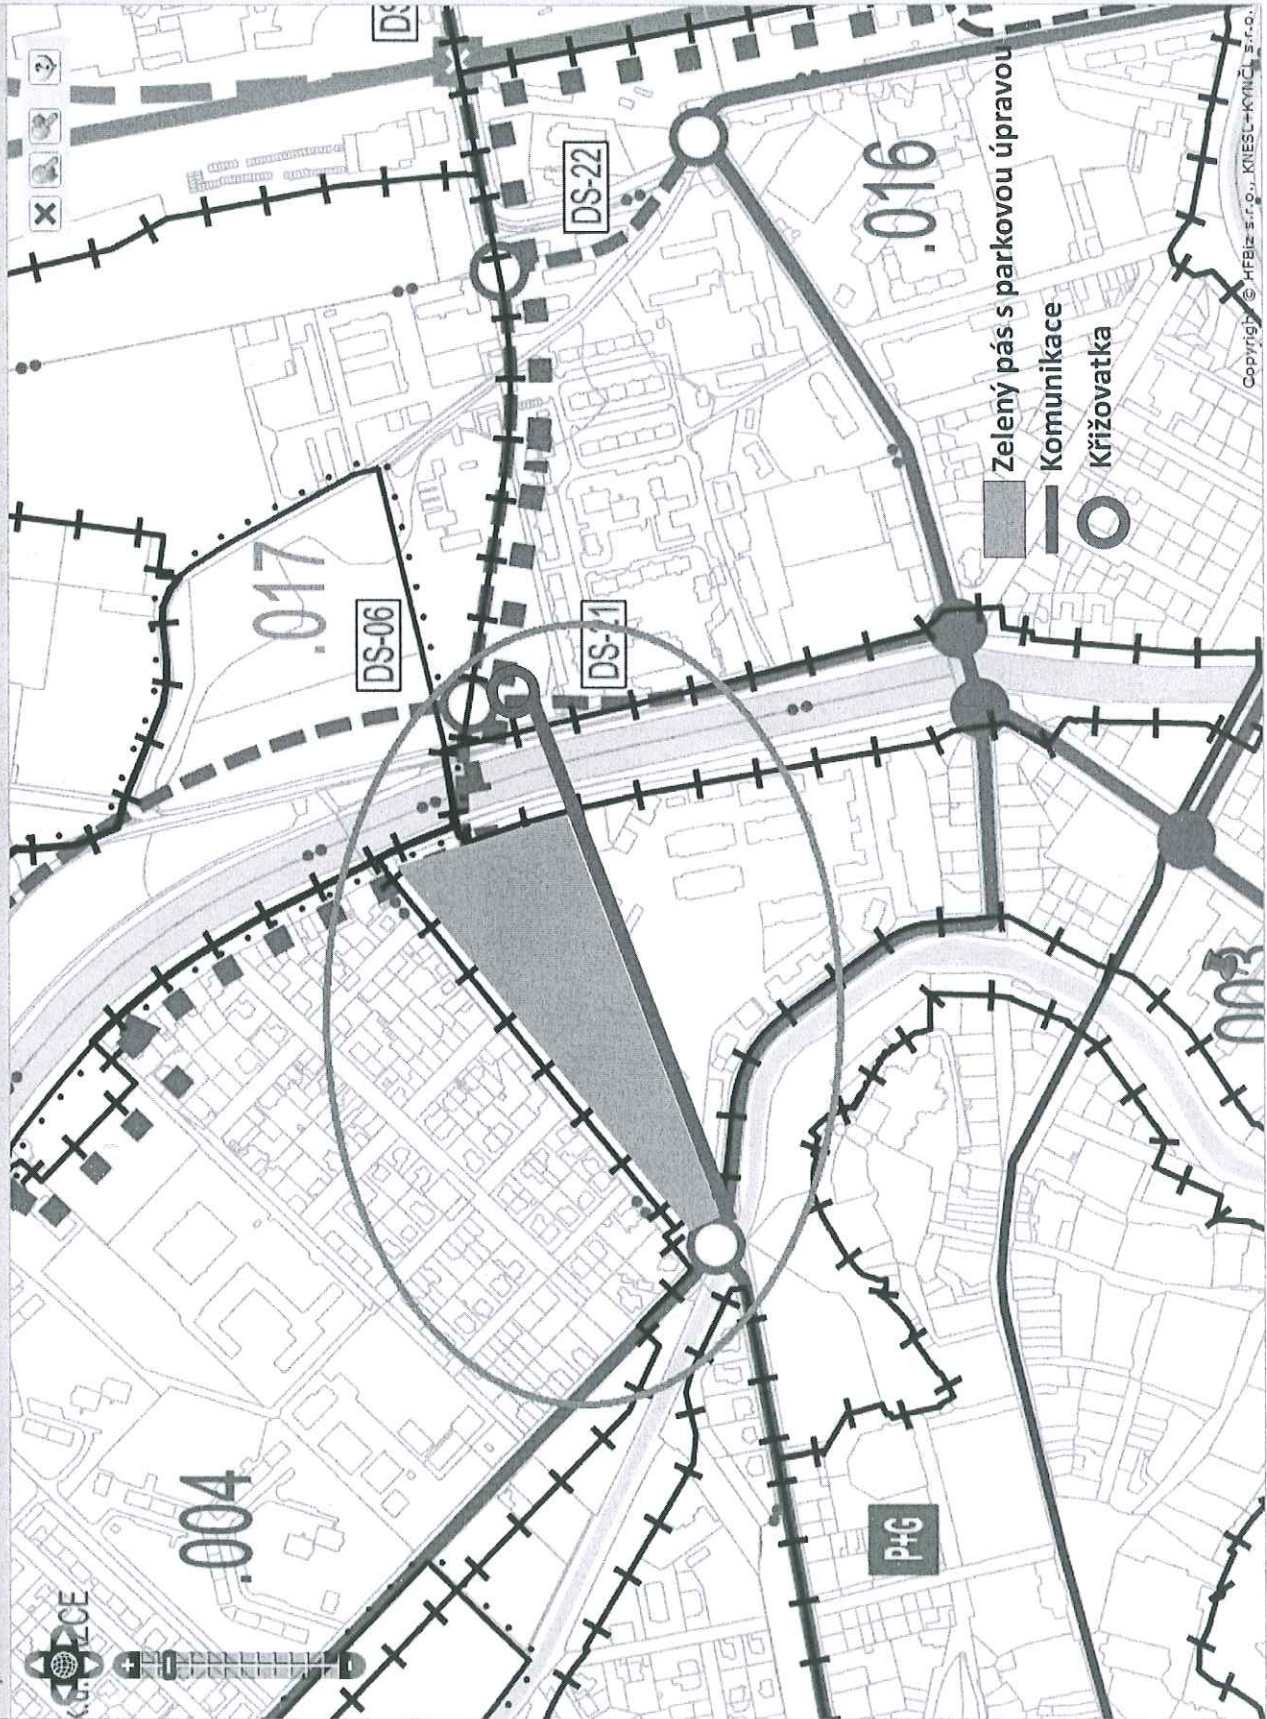 DS-22
.016
.017
DS-06
DS-21
.004
003
P+G
Zelený pás s parkovou úpravou
Komunikace
Křižovatka
Copyright © HFBiz s.r.o., KNESL+KYNČL s.r.o.